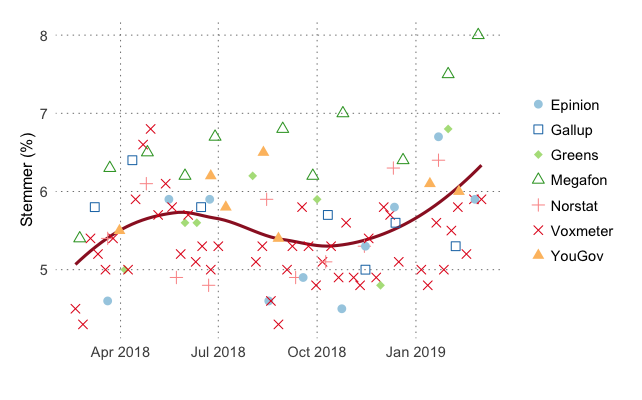 8
7
6
5
Stemmer (%)
Apr 2018
Jul 2018
Oct 2018
Jan 2019
Epinion
Gallup
Greens
Megafon
Norstat
Voxmeter
YouGov